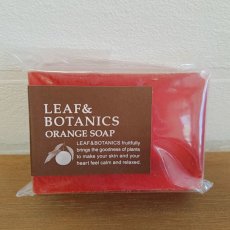 LEAF&
BOTANICS
ORANGE SOAP
LEAF&BOTANICS fruitfully
brings the goodness of plants
to make your skin and your
heart feel calm and relaxed.